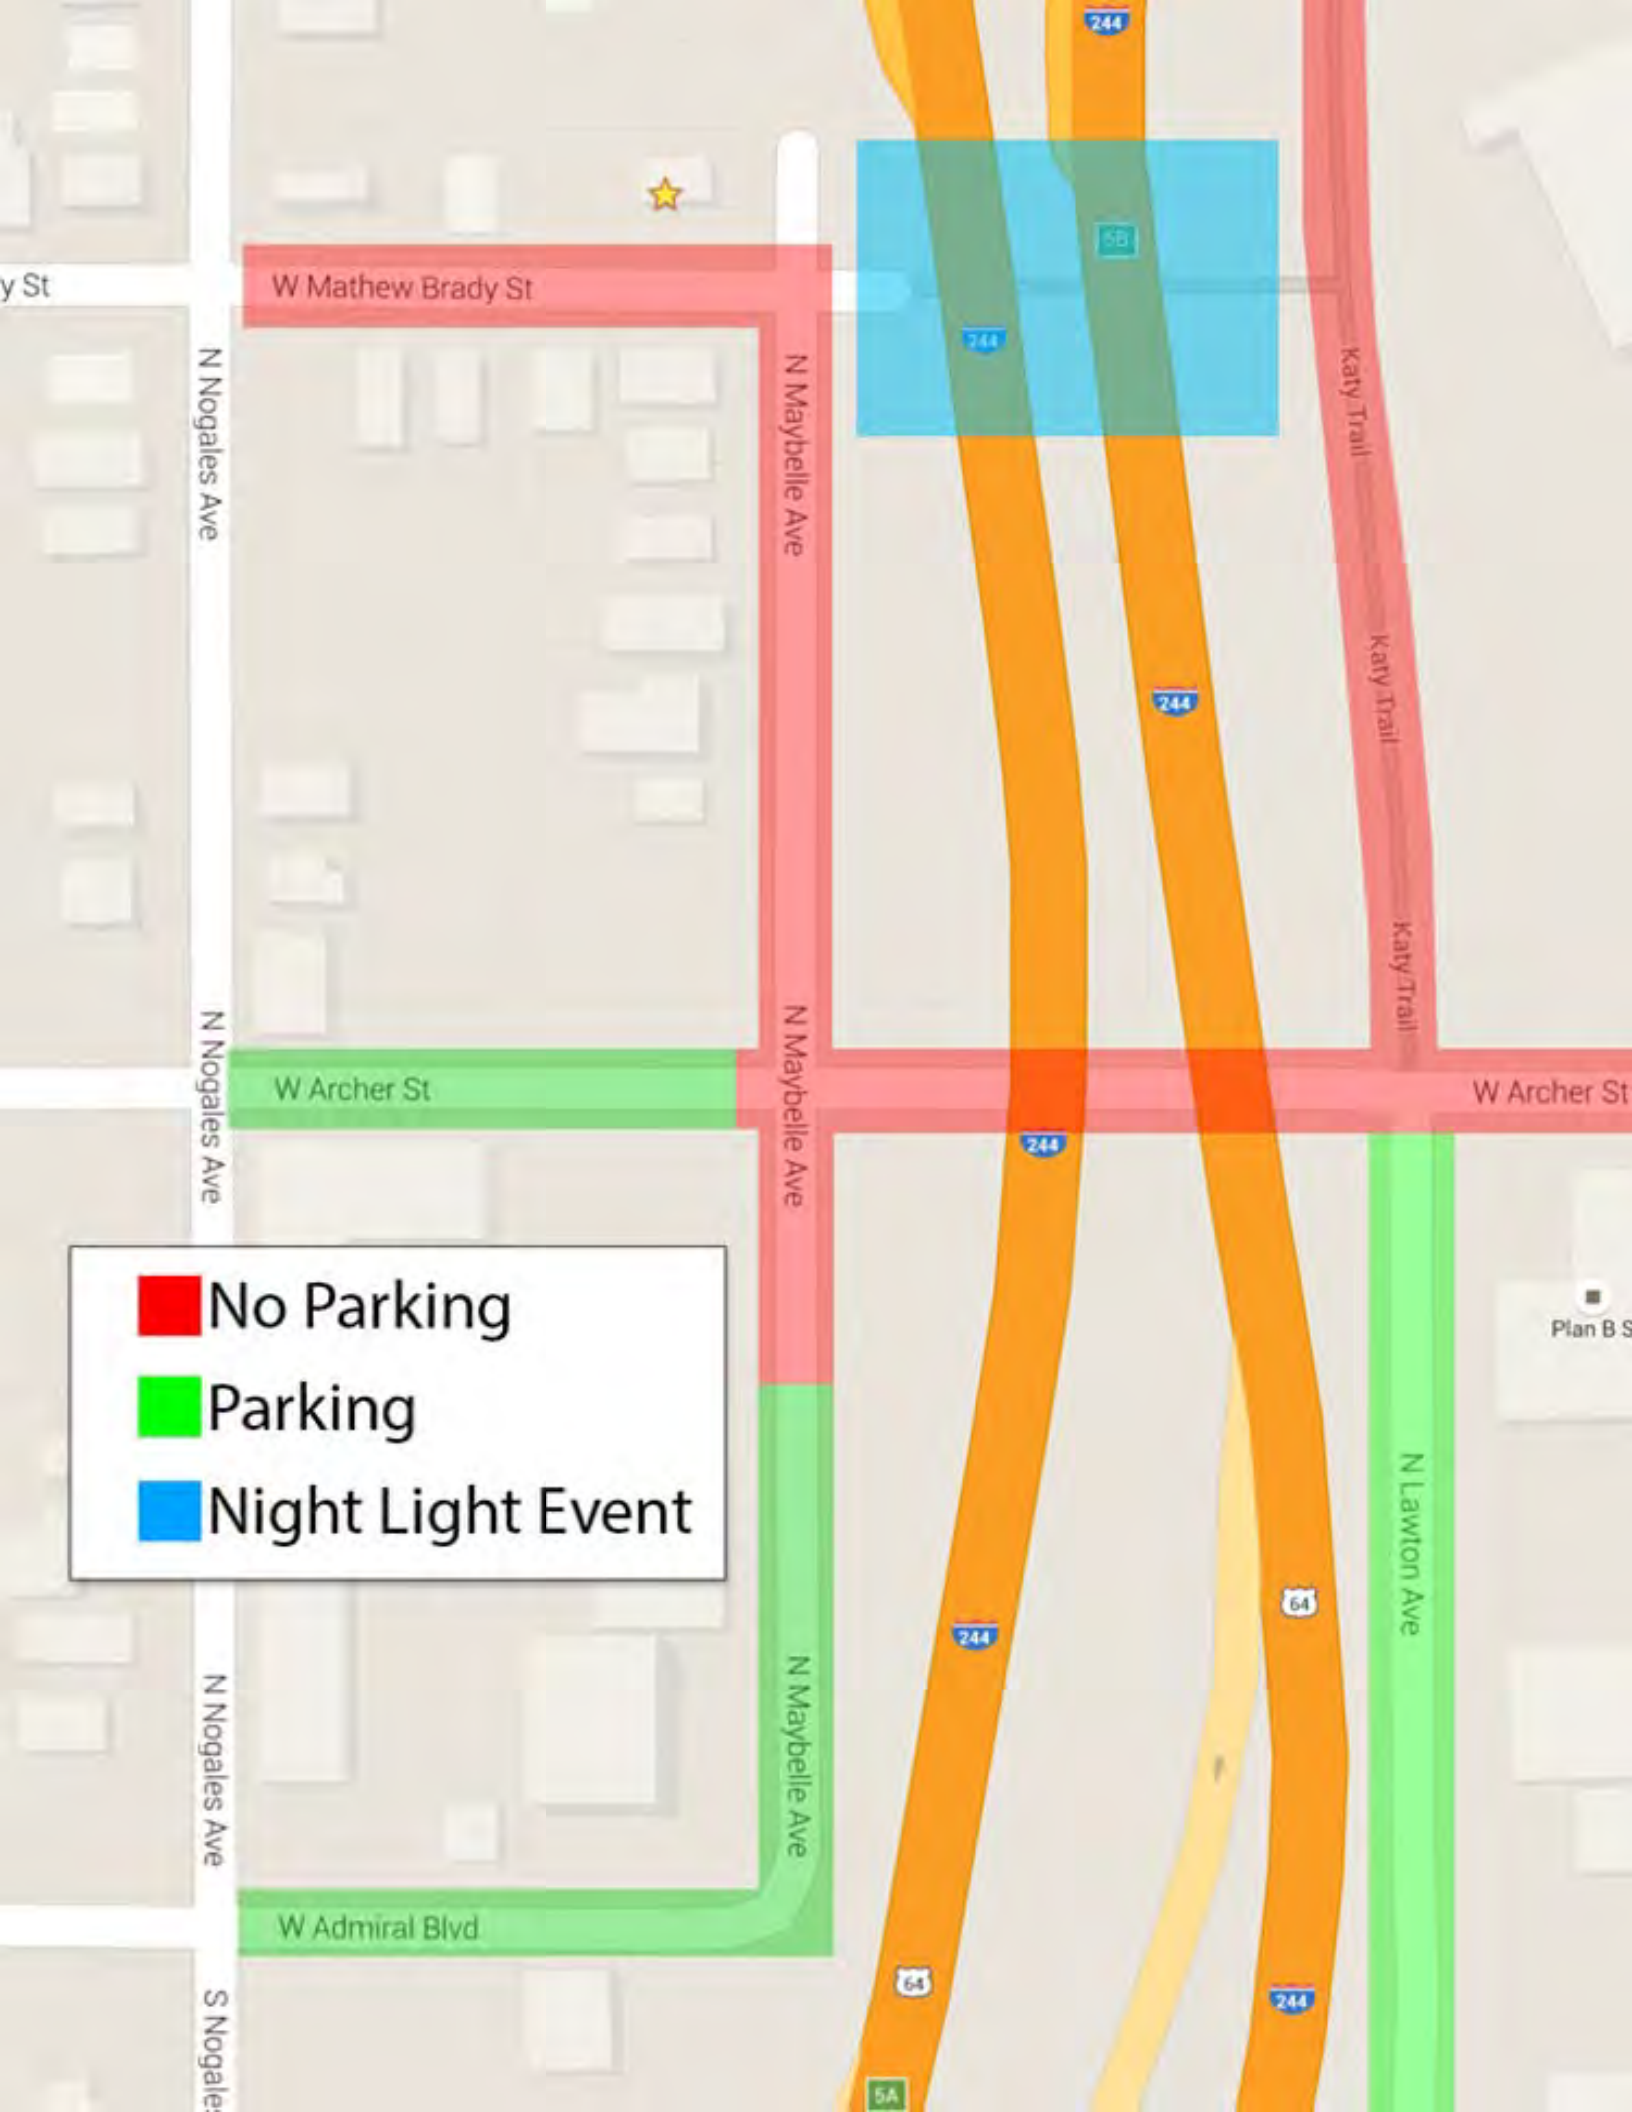 244
6B
y St
W Mathew Brady St
244
N Nogales Ave
N Maybelle Ave
Katy Trail
Katy Trail
244
Katy Trail
N Nogales Ave
N Maybelle Ave
W Archer St
W Archer St
244
No Parking
Parking
Night Light Event
Plan B S
N Lawton Ave
64
244
N Nogales Ave
N Maybelle Ave
W Admiral Blvd
64
244
S Nogales
5A